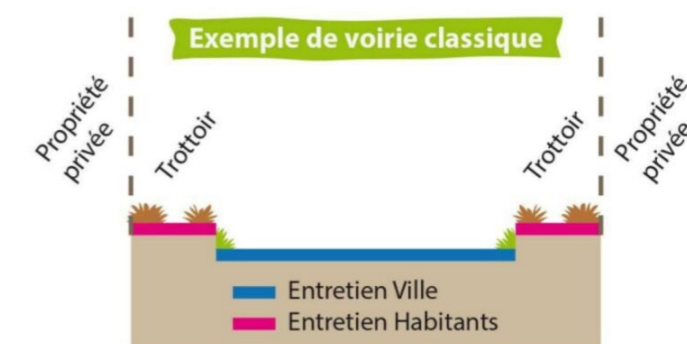 Exemple de voirie classique
Propriété
privée
Trottoir
Trottoir
Propriété
privée
Entretien Ville
Entretien Habitants